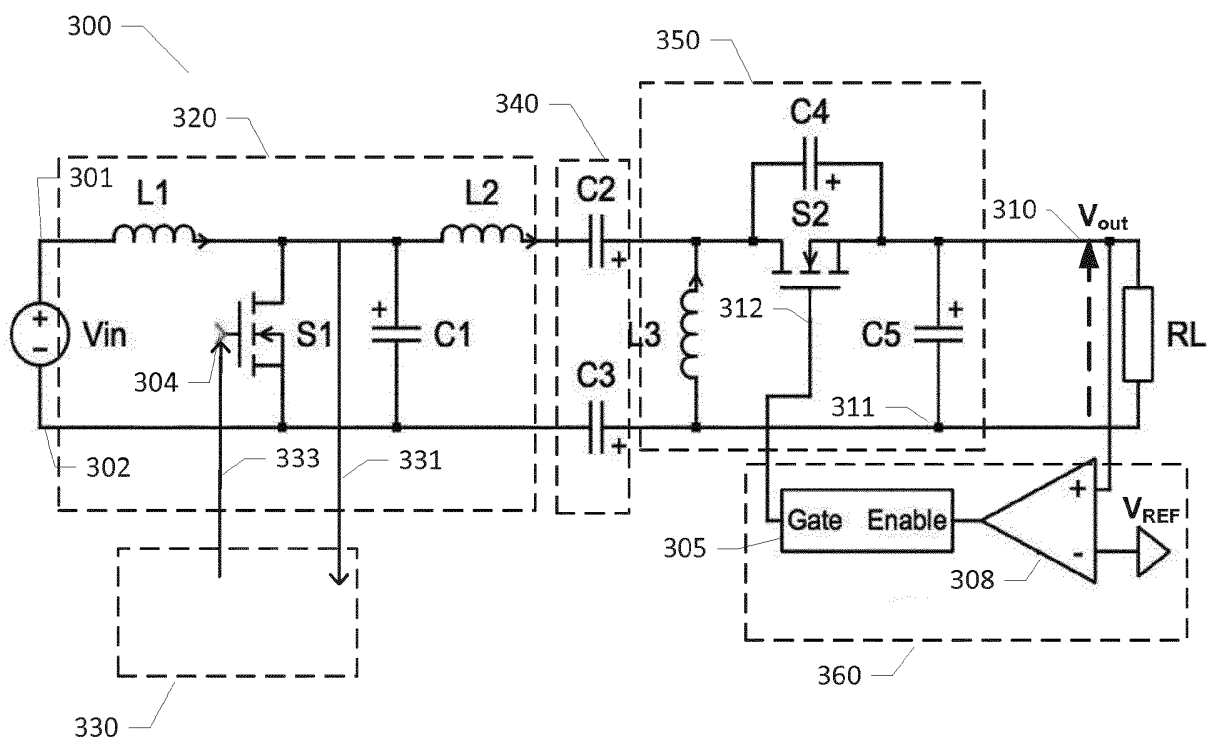 300
350
320
340
C4
301
L1
L2
C2
S2
310
Vout
+
+
+
+
312
Vin
-
S1
+
C1
L3
C5
+
RL
304
C3
311
302
333
331
+
305
Gate Enable
+
-
VREF
308
330
360